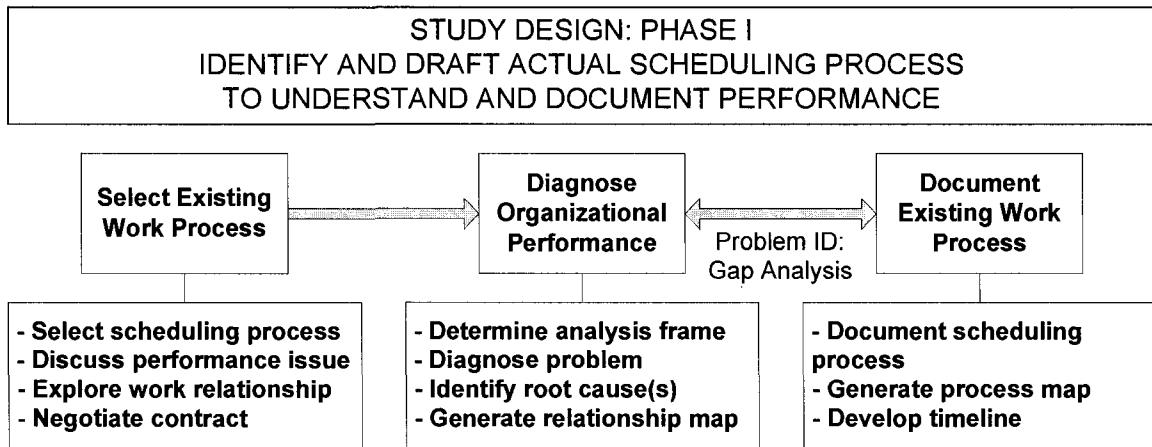 STUDY DESIGN: PHASE I
IDENTIFY AND DRAFT ACTUAL SCHEDULING PROCESS
TO UNDERSTAND AND DOCUMENT PERFORMANCE
Select Existing
Work Process
Diagnose
Organizational
Performance
Problem ID:
Gap Analysis
Document
Existing Work
Process
- Select scheduling process
- Discuss performance issue
- Explore work relationship
- Negotiate contract
- Determine analysis frame
- Diagnose problem
- Identify root cause(s)
- Generate relationship map
- Document scheduling
process
- Generate process map
- Develop timeline